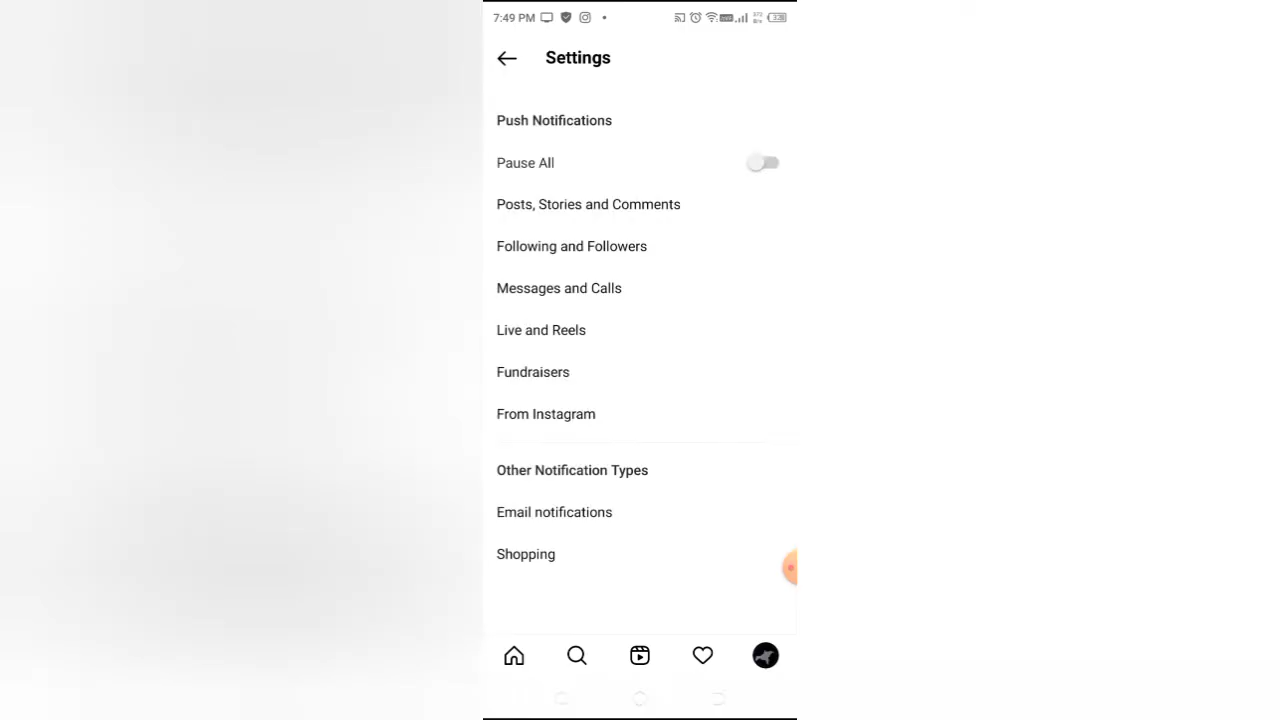 7:49 PM
Settings
Push Notifications
Pause All
Posts, Stories and Comments
Following and Followers
Messages and Calls
Live and Reels
Fundraisers
From Instagram
Other Notification Types
Email notifications
Shopping